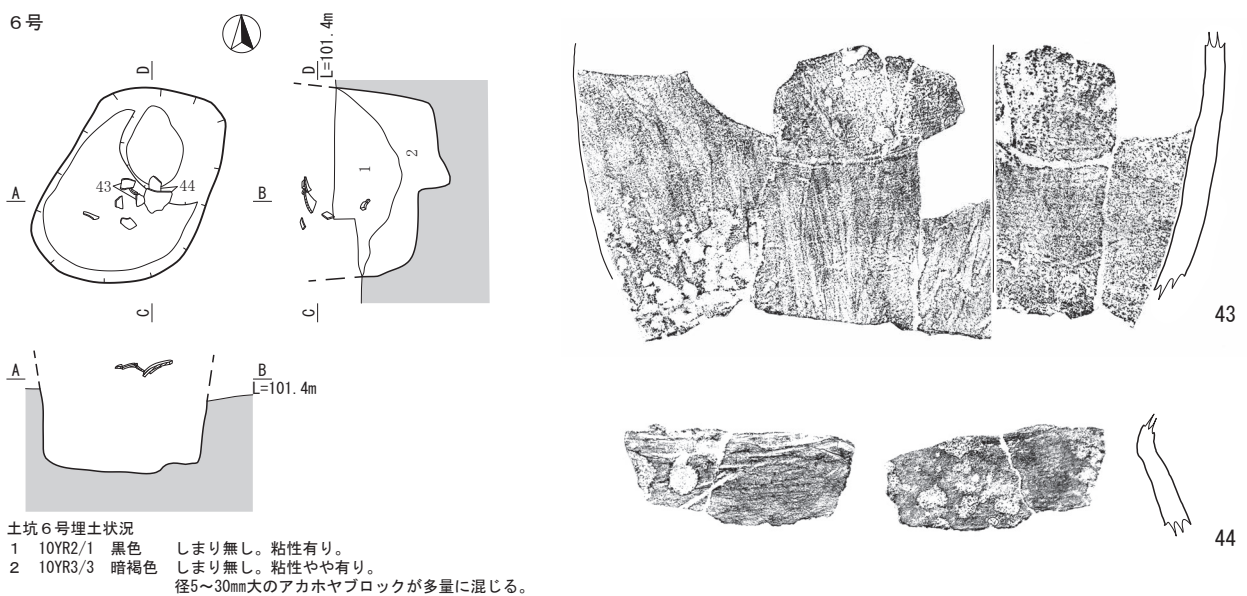 6号
D
A
43
44
B
C
D
L=101.4m
1
2
C
A
B
L=101.4m
43
44
土坑6号埋土状況
1 10YR2/1 黒色 しまり無し。粘性有り。
2 10YR3/3 暗褐色 しまり無し。粘性やや有り。
径5～30mm大のアカホヤブロックが多量に混じる。